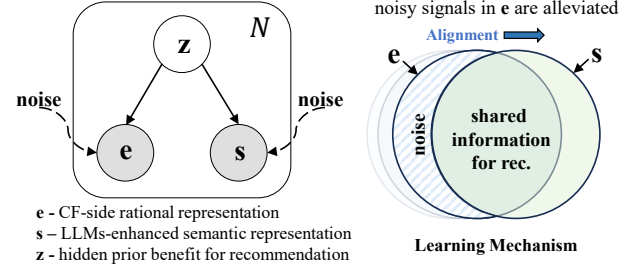 N
z
noise
noise
e
s
e - CF-side rational representation
s – LLMs-enhanced semantic representation
z - hidden prior benefit for recommendation
noisy signals in e are alleviated
Alignment
e
s
noise
shared
information
for rec.
Learning Mechanism